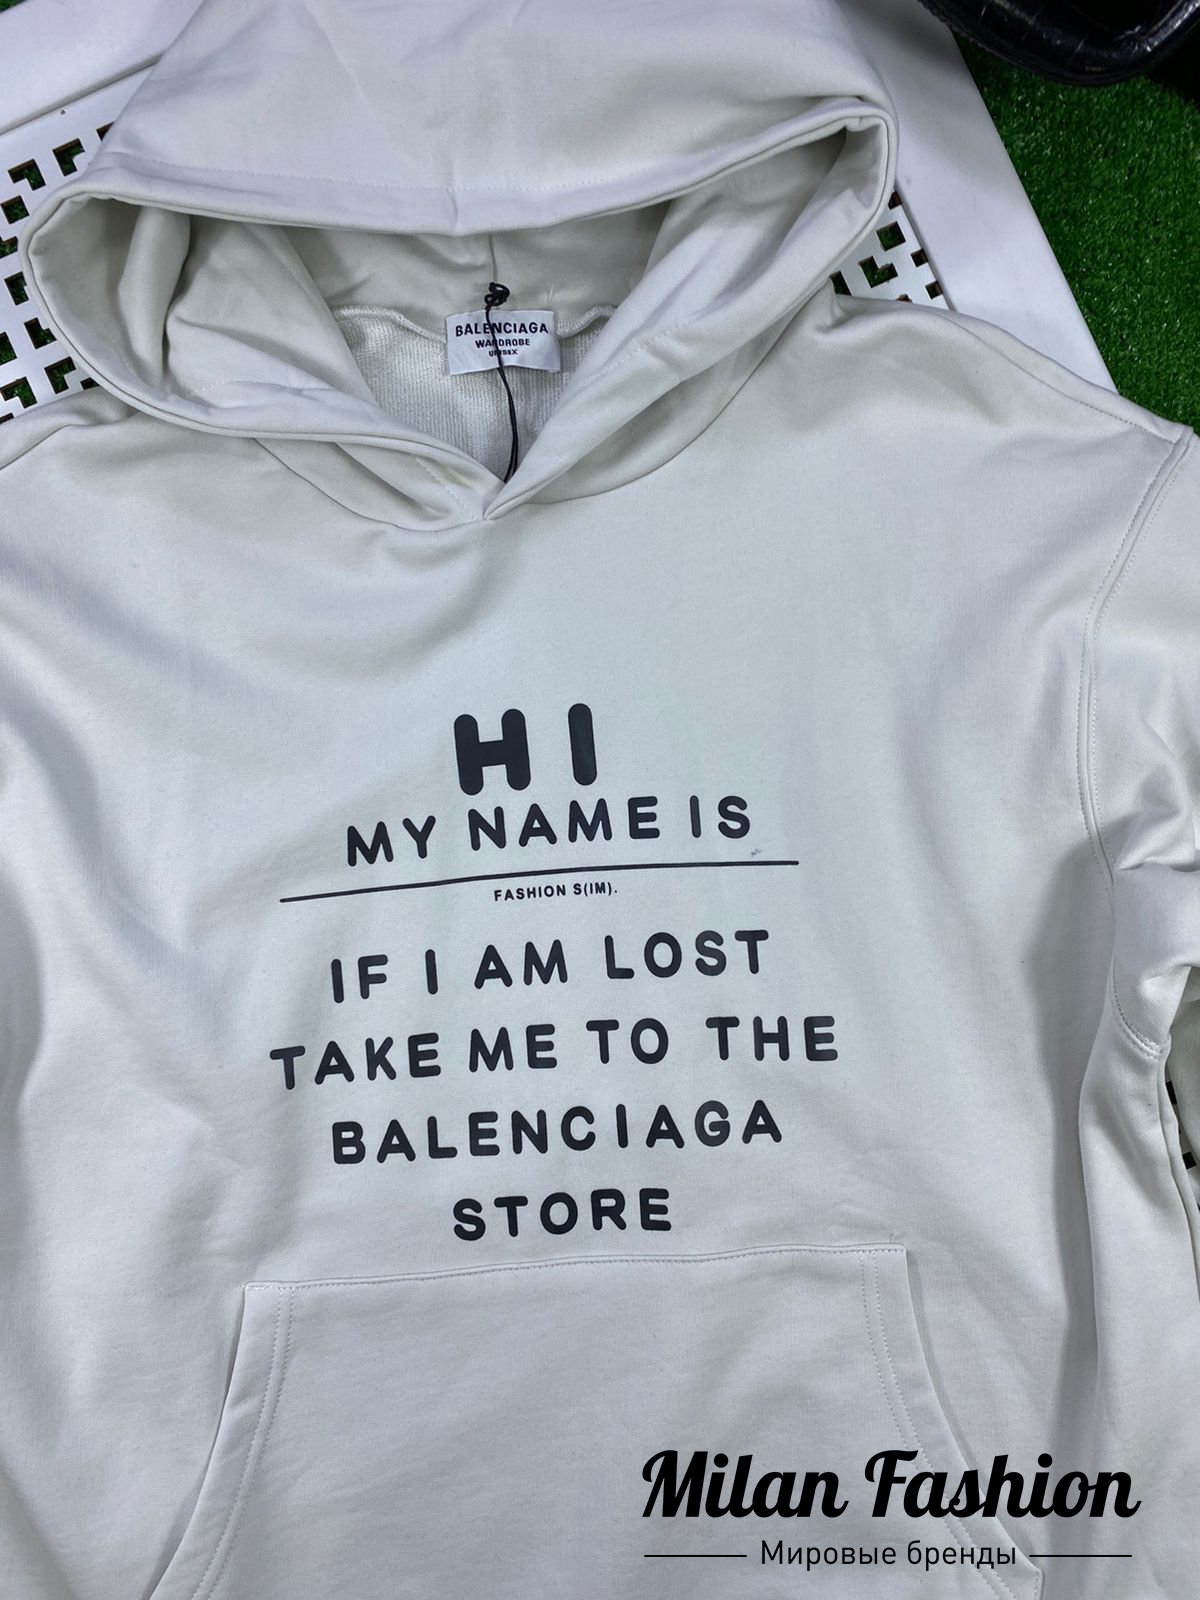 BALENCIAGA
WARDROBE
UNISEX
HI
MY NAME IS
FASHION S(IM).
IF I AM LOST
TAKE ME TO THE
BALENCIAGA
STORE
Milan Fashion
Мировые бренды